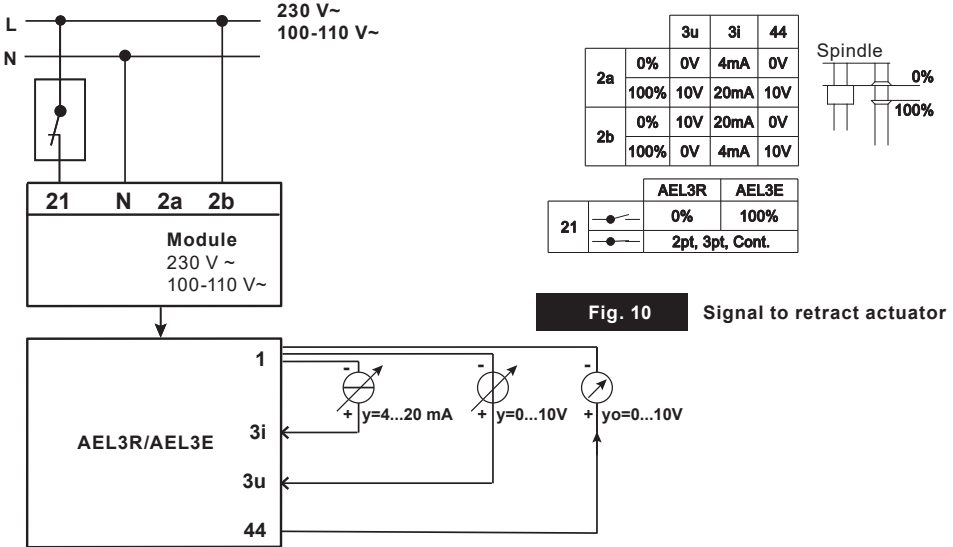 L
N
230 V~
100-110 V~
21 N 2a 2b
Module
230 V ~
100-110 V~
AEL3R/AEL3E
1
3i
3u
44
- - -
+ y=4...20 mA + y=0...10V + yo=0...10V
3u 3i 44
2a 0% 0V 4mA 0V
100% 10V 20mA 10V
2b 0% 10V 20mA 0V
100% 0V 4mA 10V
Spindle
0%
100%
AEL3R AEL3E
21 0% 100%
2pt, 3pt, Cont.
Fig. 10 Signal to retract actuator